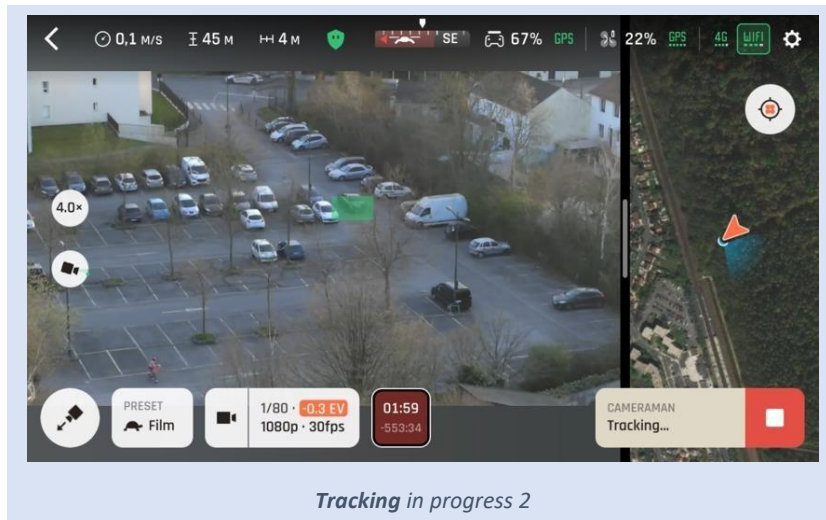 0,1 M/S 45 M 4 M SE 67% GPS 22% GPS 4G WIFI
4.0×
PRESET
Film
1/80 · -0.3 EV
1080p · 30fps
01:59
-553:34
CAMERAMAN
Tracking...
Tracking in progress 2